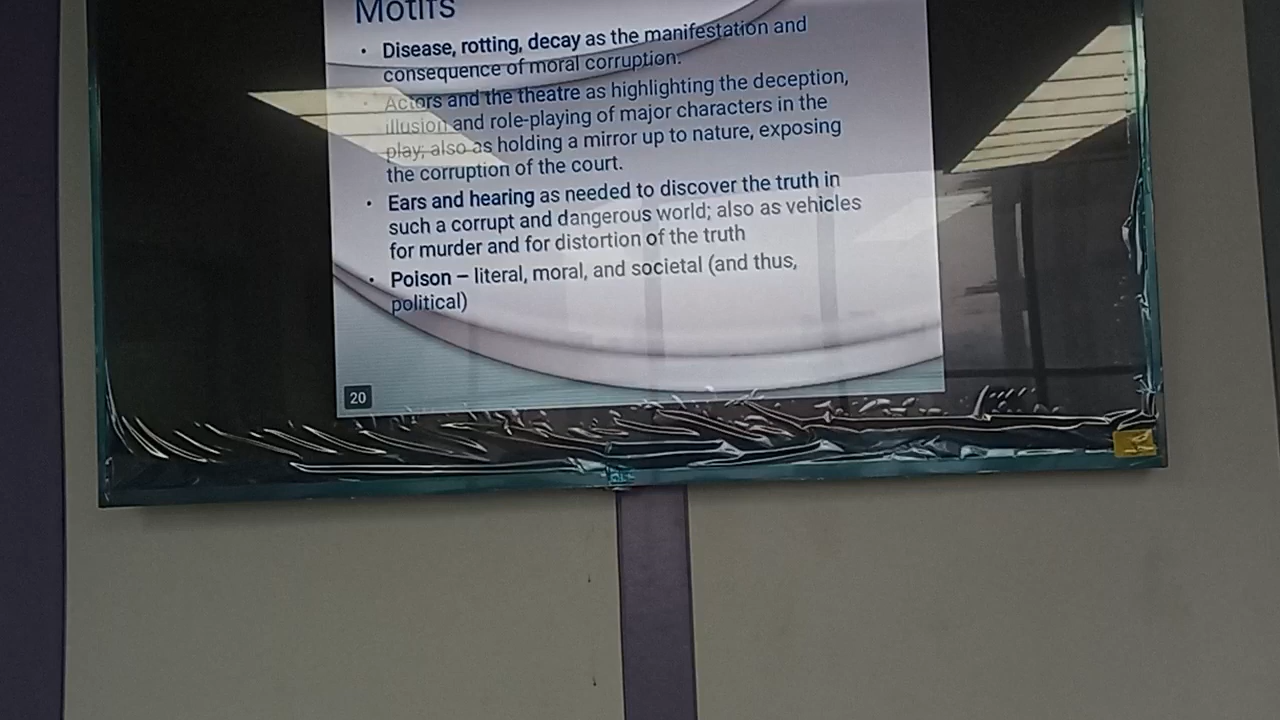 Motifs
• Disease, rotting, decay as the manifestation and
consequence of moral corruption.
• Actors and the theatre as highlighting the deception,
illusion and role-playing of major characters in the
play; also as holding a mirror up to nature, exposing
the corruption of the court.
• Ears and hearing as needed to discover the truth in
such a corrupt and dangerous world; also as vehicles
for murder and for distortion of the truth
• Poison – literal, moral, and societal (and thus,
political)
20